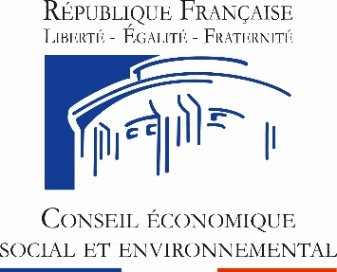 RÉPUBLIQUE FRANÇAISE
LIBERTÉ - ÉGALITÉ - FRATERNITÉ
CONSEIL ÉCONOMIQUE
SOCIAL ET ENVIRONNEMENTAL